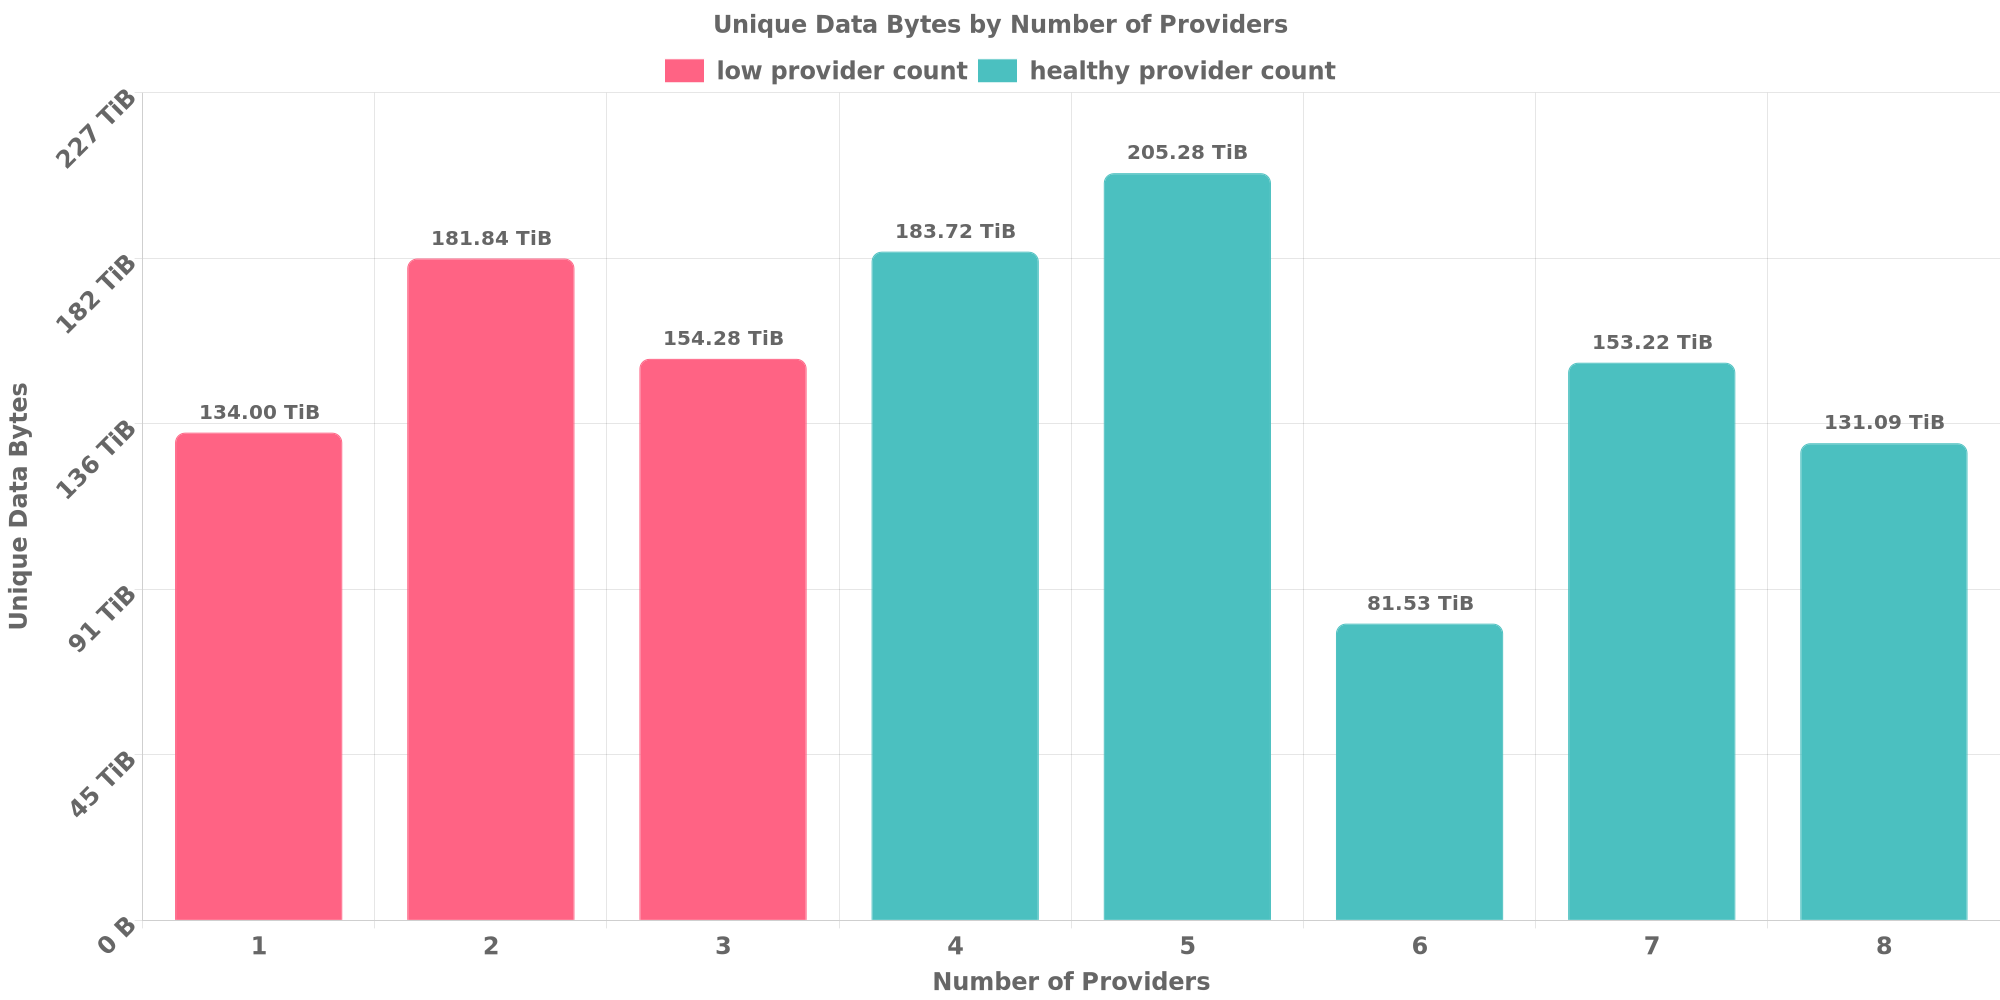 Unique Data Bytes by Number of Providers
low provider count healthy provider count
227 TiB
182 TiB
136 TiB
91 TiB
45 TiB
0 B
Unique Data Bytes
134.00 TiB
181.84 TiB
154.28 TiB
183.72 TiB
205.28 TiB
81.53 TiB
153.22 TiB
131.09 TiB
1 2 3 4 5 6 7 8
Number of Providers